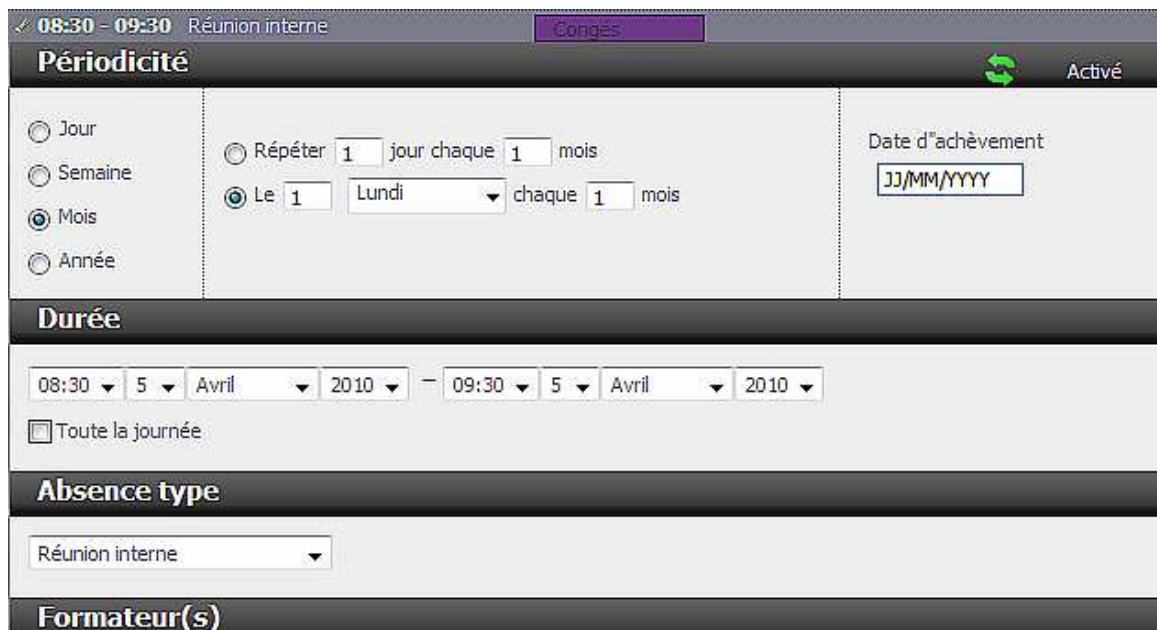 08:30 - 09:30 Réunion interne Congés
Périodicité Activé
Jour
Semaine
Mois
Année
Répéter 1 jour chaque 1 mois
Le 1 Lundi chaque 1 mois
Date d"achèvement
JJ/MM/YYYY
Durée
08:30 5 Avril 2010 – 09:30 5 Avril 2010
Toute la journée
Absence type
Réunion interne
Formateur(s)